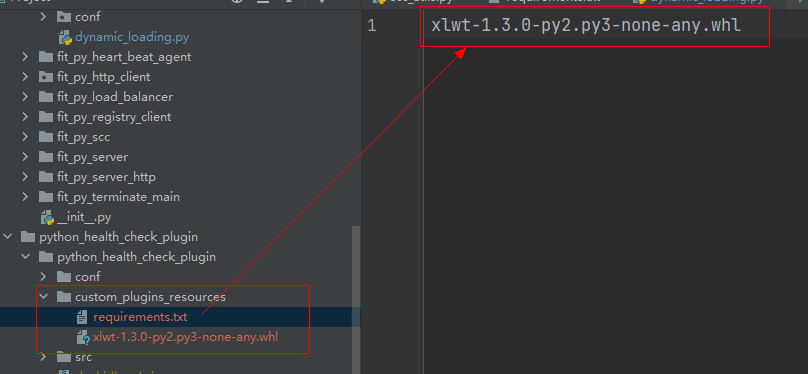 conf
dynamic_loading.py
fit_py_heart_beat_agent
fit_py_http_client
fit_py_load_balancer
fit_py_registry_client
fit_py_scc
fit_py_server
fit_py_server_http
fit_py_terminate_main
__init__.py
python_health_check_plugin
python_health_check_plugin
conf
custom_plugins_resources
requirements.txt
xlwt-1.3.0-py2.py3-none-any.whl
src
1
xlwt-1.3.0-py2.py3-none-any.whl